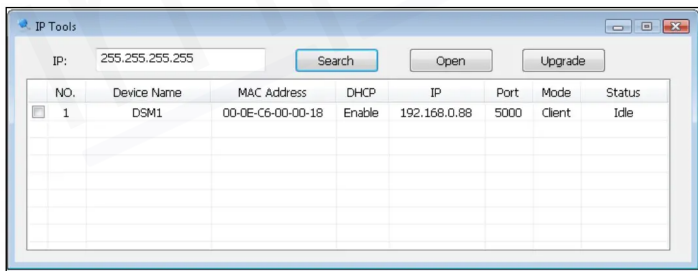 IP Tools
IP: 255.255.255.255 Search Open Upgrade
NO. Device Name MAC Address DHCP IP Port Mode Status
1 DSM1 00-0E-C6-00-00-18 Enable 192.168.0.88 5000 Client Idle